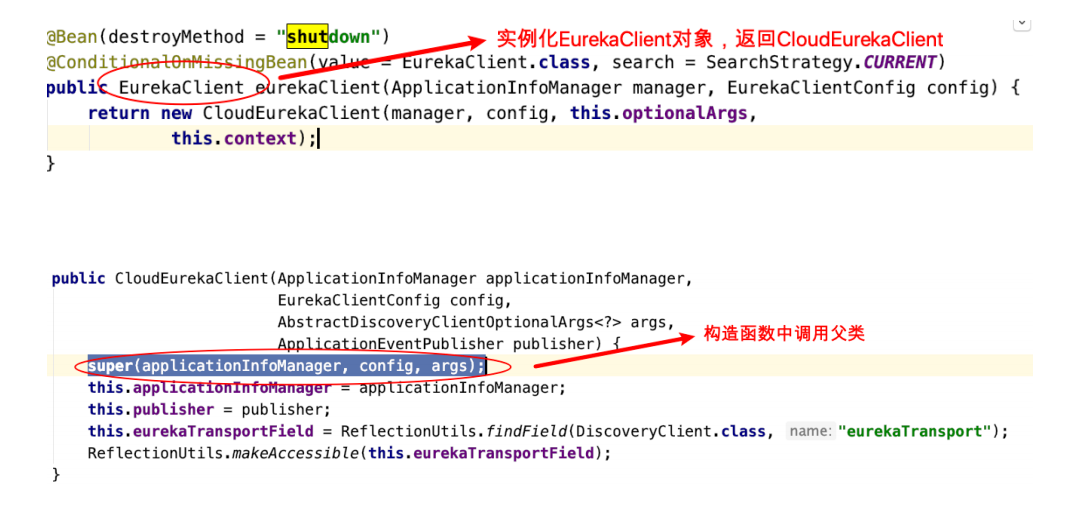 @Bean(destroyMethod = "shutdown") 实例化EurekaClient对象，返回CloudEurekaClient
@ConditionalOnMissingBean(value = EurekaClient.class, search = SearchStrategy.CURRENT)
public EurekaClient eurekaClient(ApplicationInfoManager manager, EurekaClientConfig config) {
    return new CloudEurekaClient(manager, config, this.optionalArgs,
            this.context);
}
public CloudEurekaClient(ApplicationInfoManager applicationInfoManager,
                         EurekaClientConfig config,
                         AbstractDiscoveryClientOptionalArgs<?> args,
                         ApplicationEventPublisher publisher) { 构造函数中调用父类
    super(applicationInfoManager, config, args);
    this.applicationInfoManager = applicationInfoManager;
    this.publisher = publisher;
    this.eurekaTransportField = ReflectionUtils.findField(DiscoveryClient.class, name: "eurekaTransport");
    ReflectionUtils.makeAccessible(this.eurekaTransportField);
}